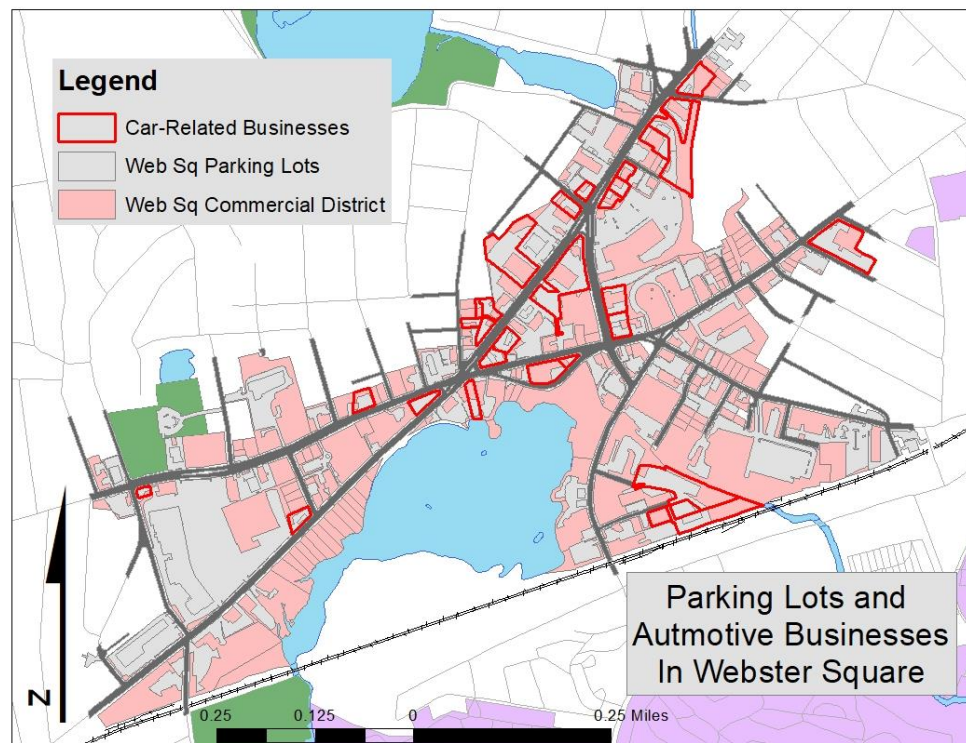 Legend
Car-Related Businesses
Web Sq Parking Lots
Web Sq Commercial District
Parking Lots and
Autmotive Businesses
In Webster Square
N
0.25 0.125 0 0.25 Miles